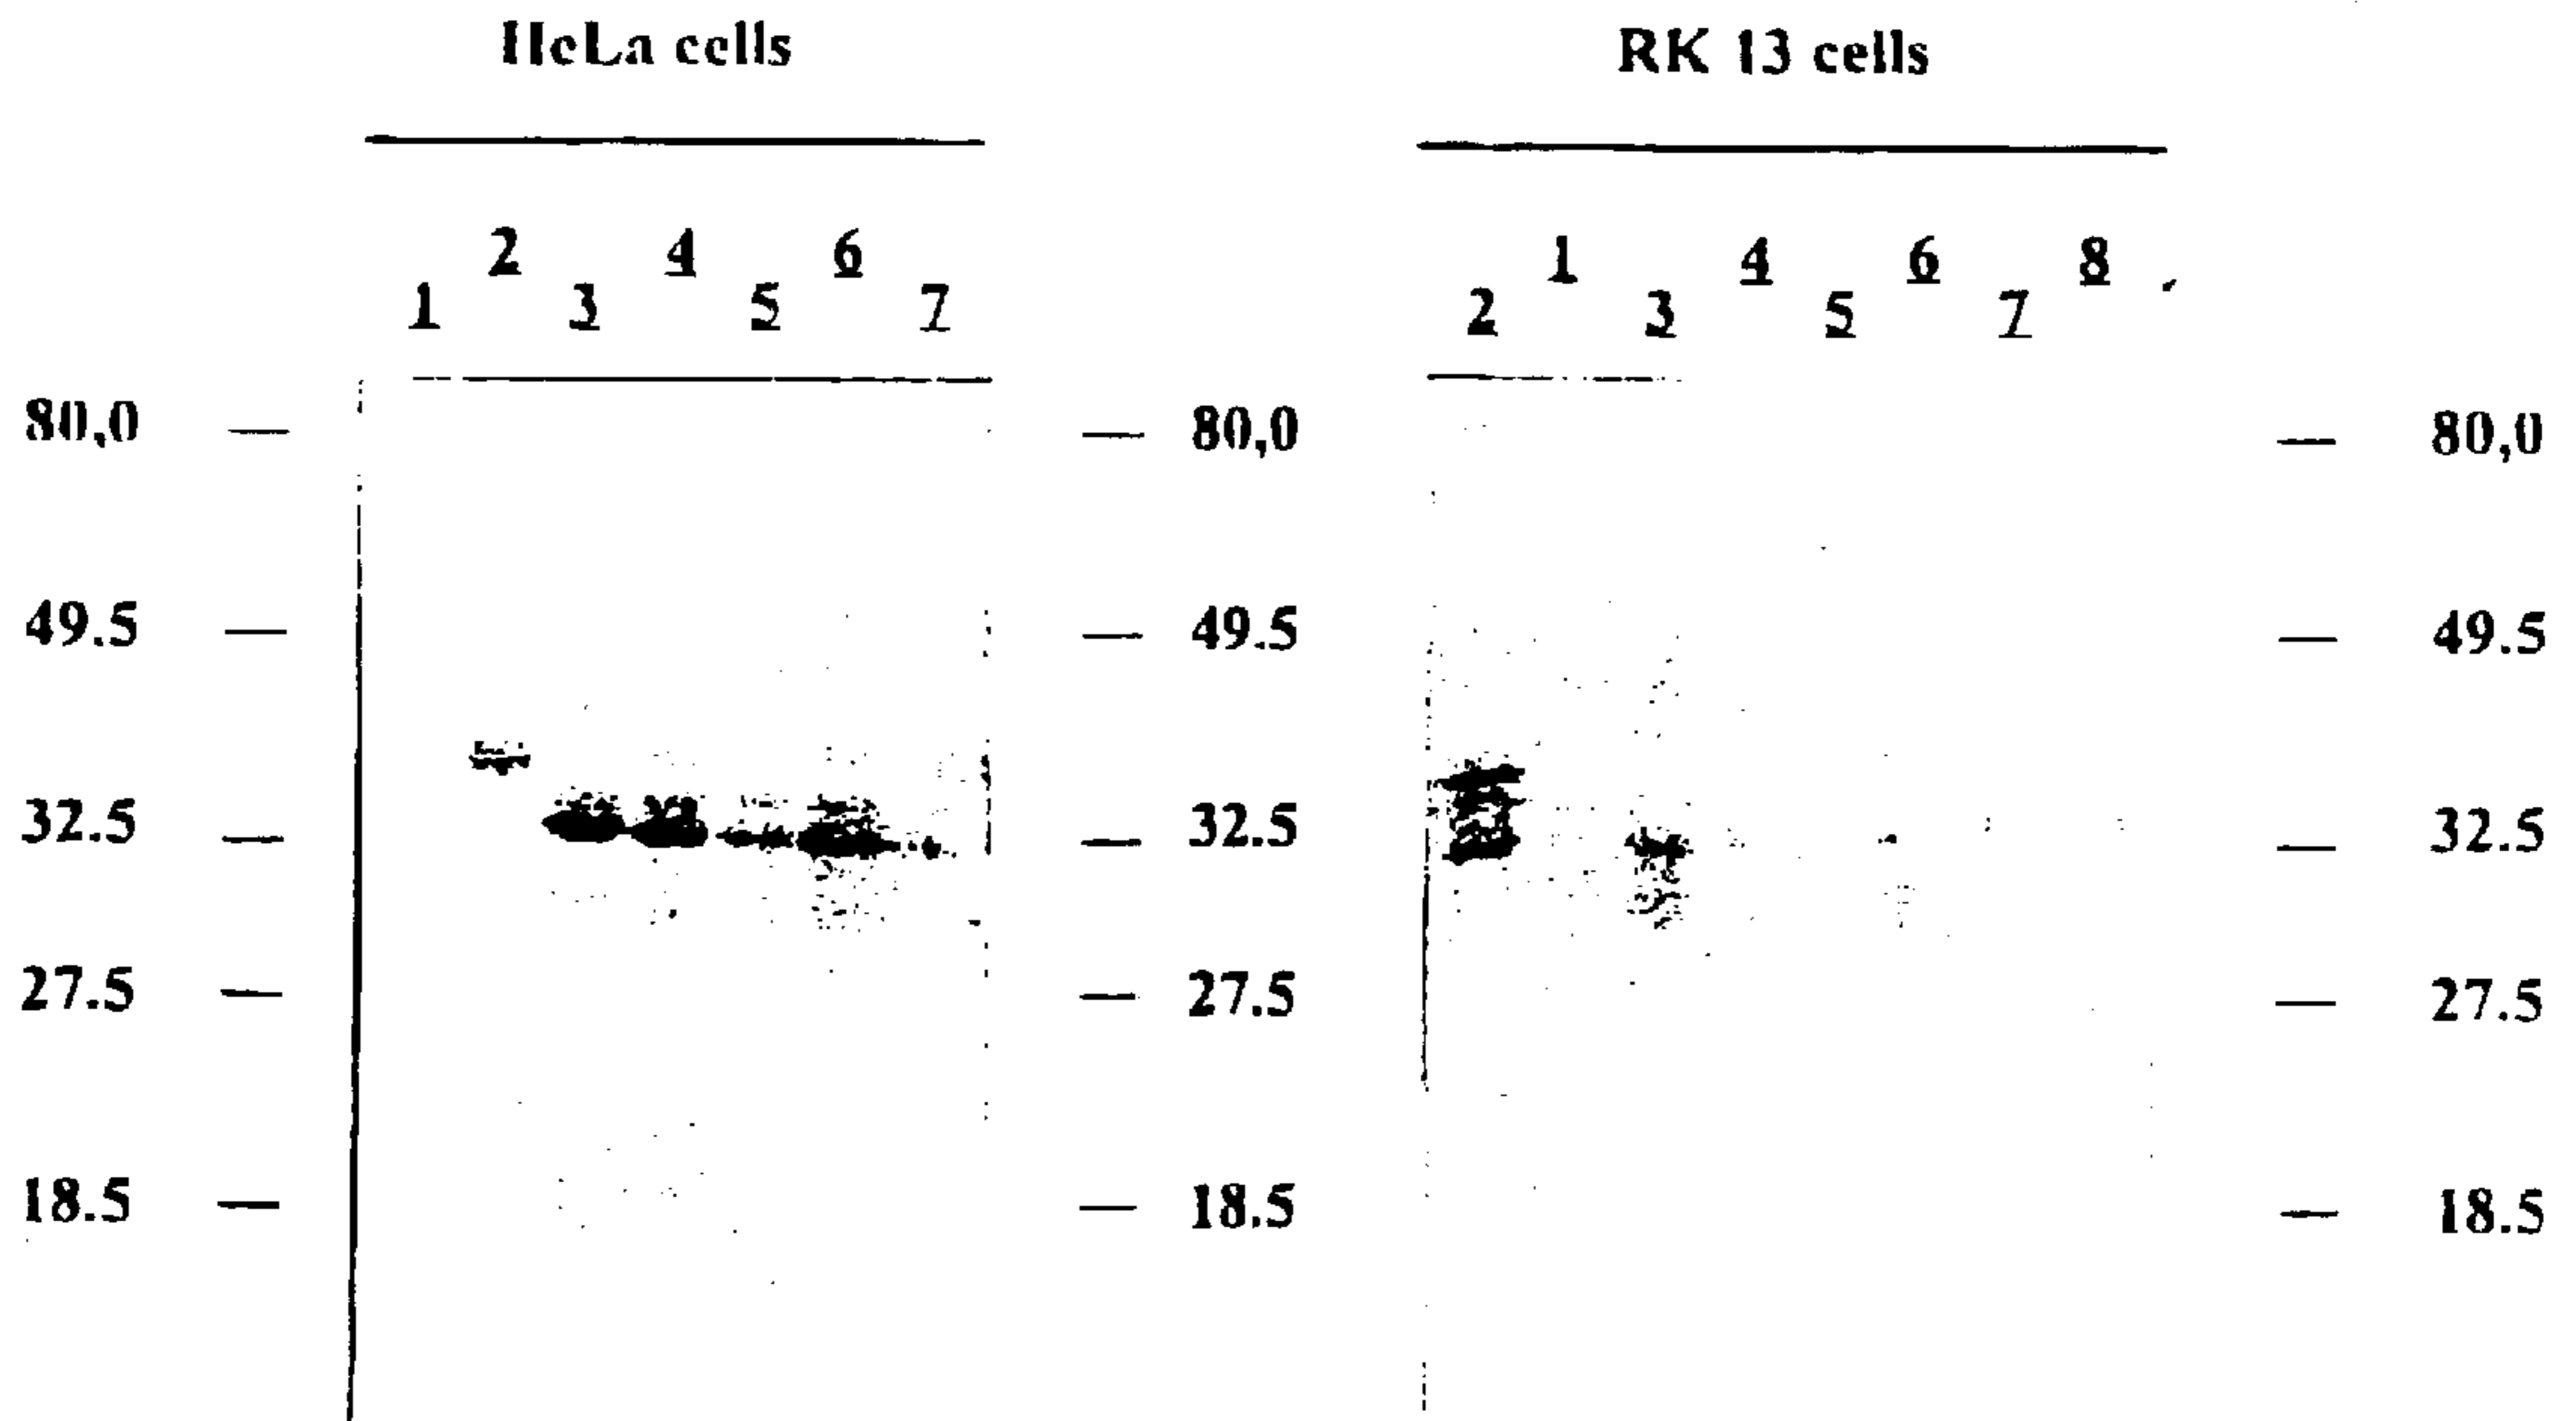 HeLa cells RK 13 cells
2 4 6 1 4 6 8
1 3 5 7 2 3 5 7
80,0 — — 80,0 — 80,0
49.5 — — 49.5 — 49.5
32.5 — — 32.5 — 32.5
27.5 — — 27.5 — 27.5
18.5 — — 18.5 — 18.5